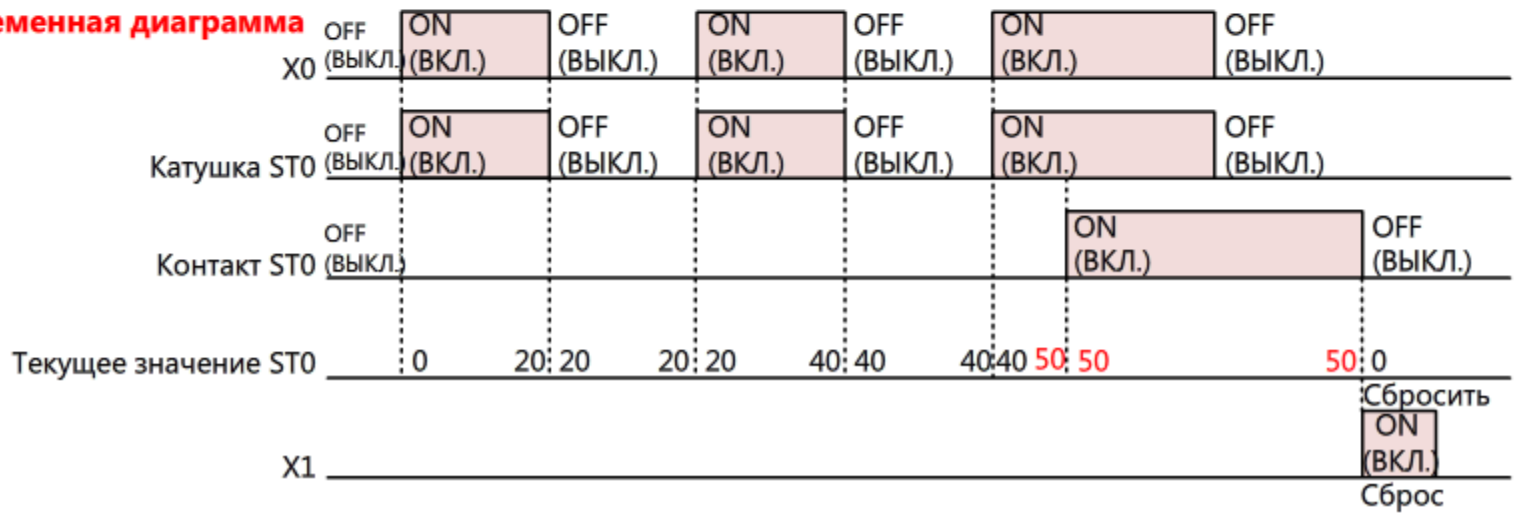 еменная диаграмма
OFF ON OFF ON OFF ON OFF
X0 (ВЫКЛ.) (ВКЛ.) (ВЫКЛ.) (ВКЛ.) (ВЫКЛ.) (ВКЛ.) (ВЫКЛ.)
OFF ON OFF ON OFF ON OFF
Катушка ST0 (ВЫКЛ.) (ВКЛ.) (ВЫКЛ.) (ВКЛ.) (ВЫКЛ.) (ВКЛ.) (ВЫКЛ.)
OFF ON OFF
Контакт ST0 (ВЫКЛ.) (ВКЛ.) (ВЫКЛ.)
Текущее значение ST0 0 20 20 20 20 40 40 40 40 50 50 50 0
Сбросить
ON
X1 (ВКЛ.)
Сброс